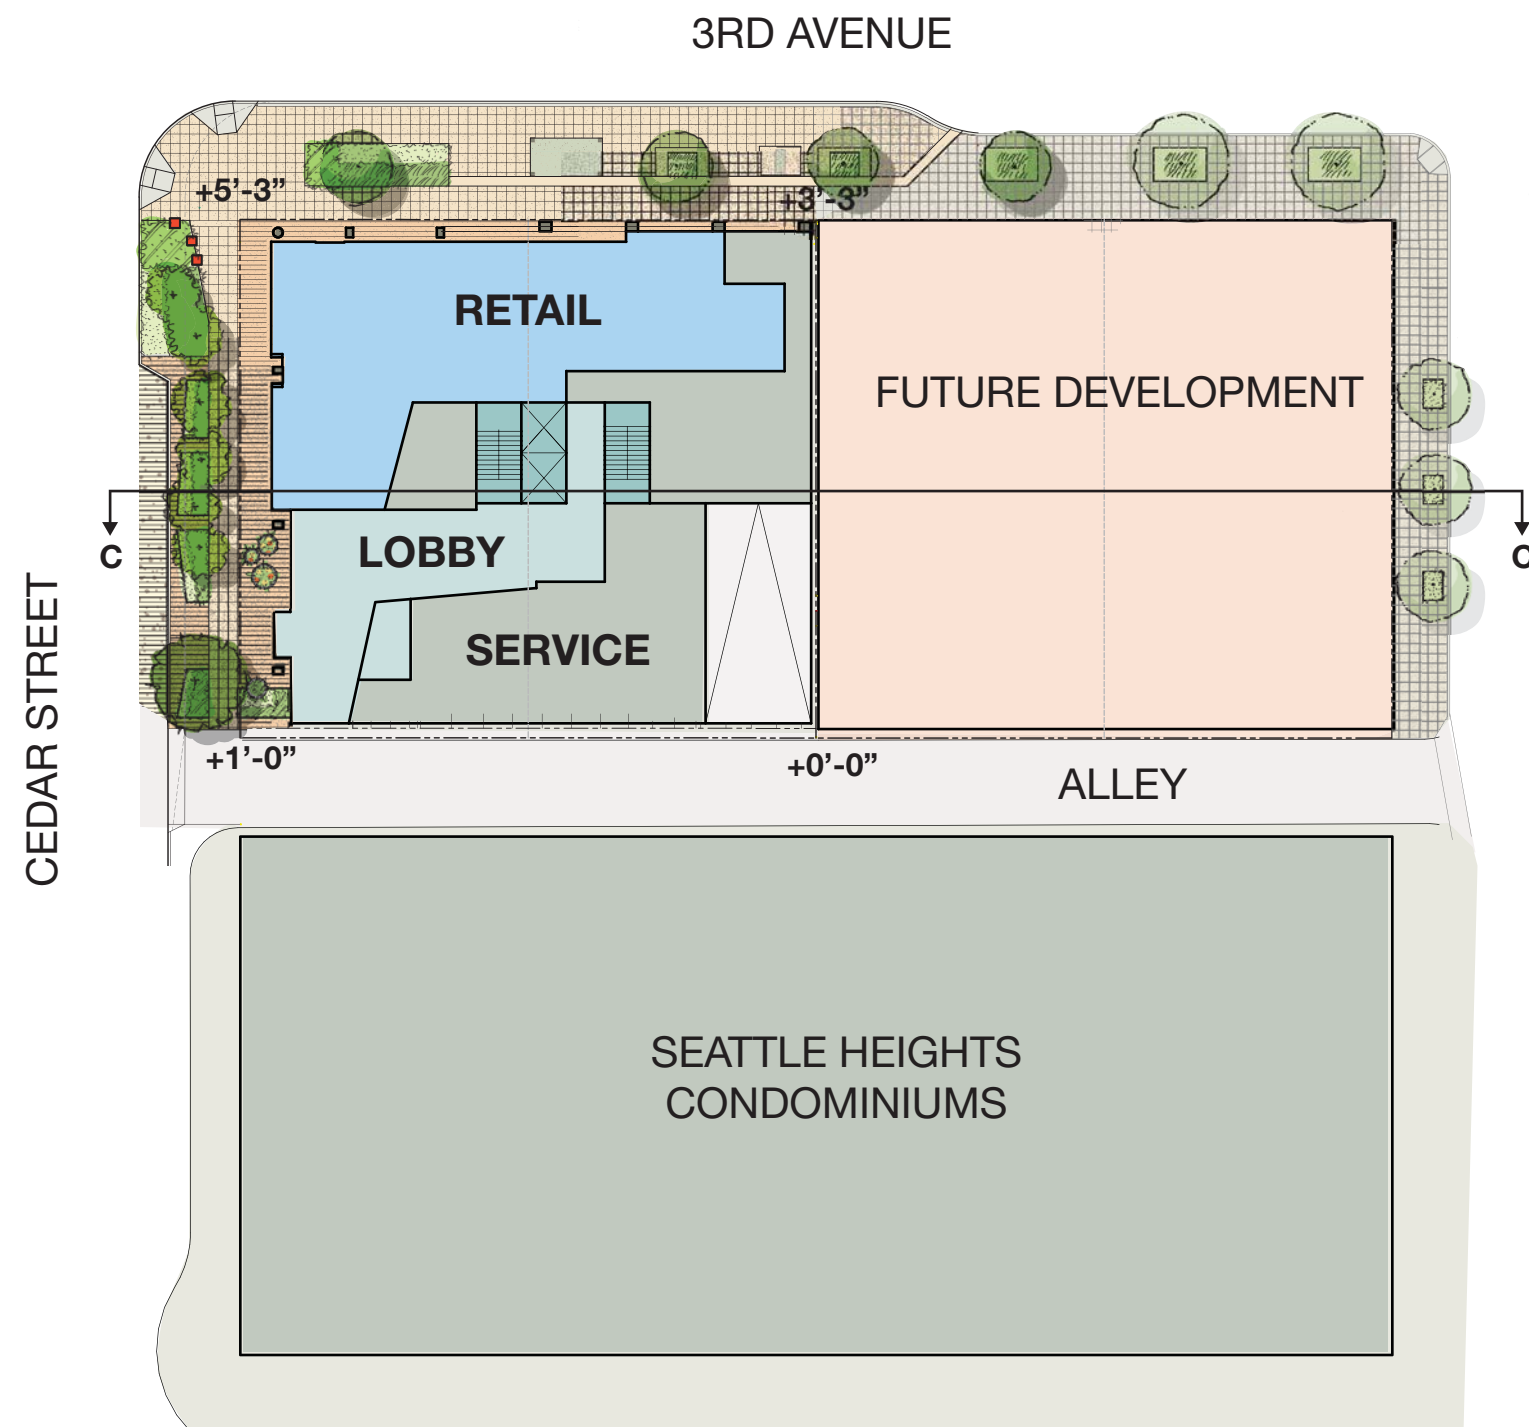 3RD AVENUE
+5’-3”
+3’-3”
RETAIL
FUTURE DEVELOPMENT
C
C
LOBBY
SERVICE
CEDAR STREET
+1’-0”
+0’-0”
ALLEY
SEATTLE HEIGHTS
CONDOMINIUMS